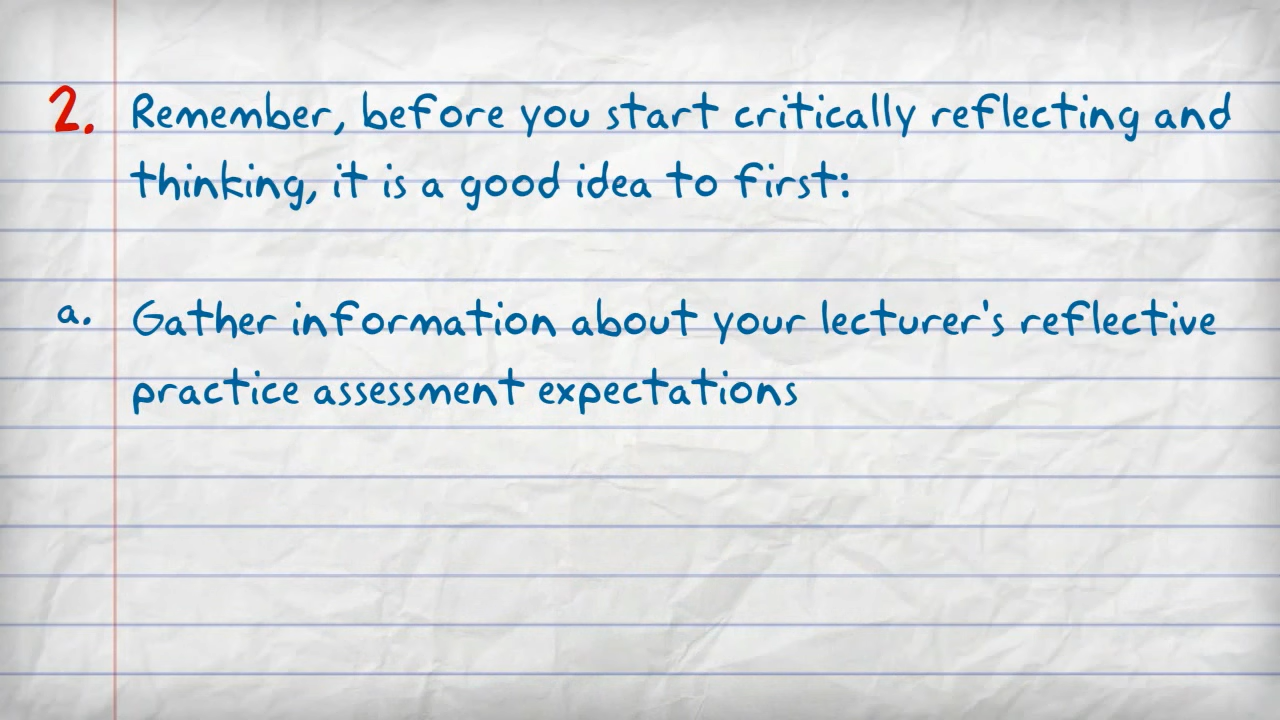 2. Remember, before you start critically reflecting and
thinking, it is a good idea to first:
a. Gather information about your lecturer's reflective
practice assessment expectations